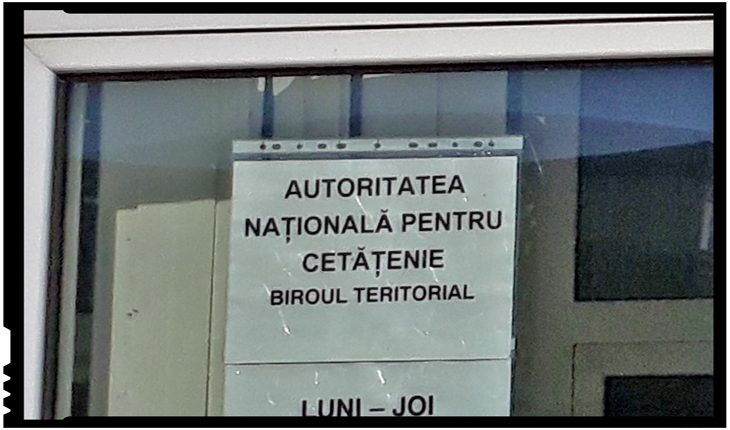 AUTORITATEA
NAȚIONALĂ PENTRU
CETĂȚENIE
BIROUL TERITORIAL
LUNI – JOI